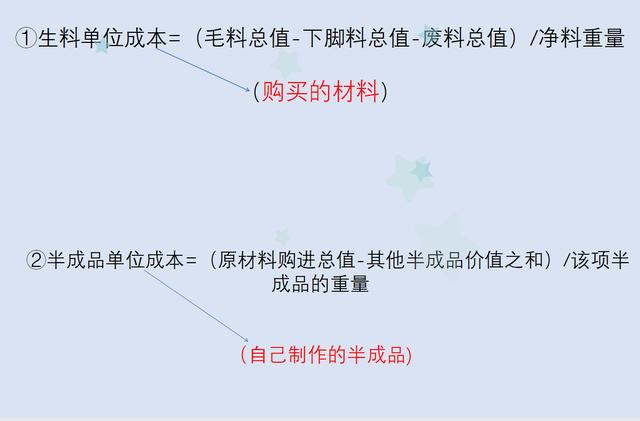 ①生料单位成本=（毛料总值-下脚料总值-废料总值）/净料重量
（购买的材料）
②半成品单位成本=（原材料购进总值-其他半成品价值之和）/该项半
成品的重量
（自己制作的半成品)